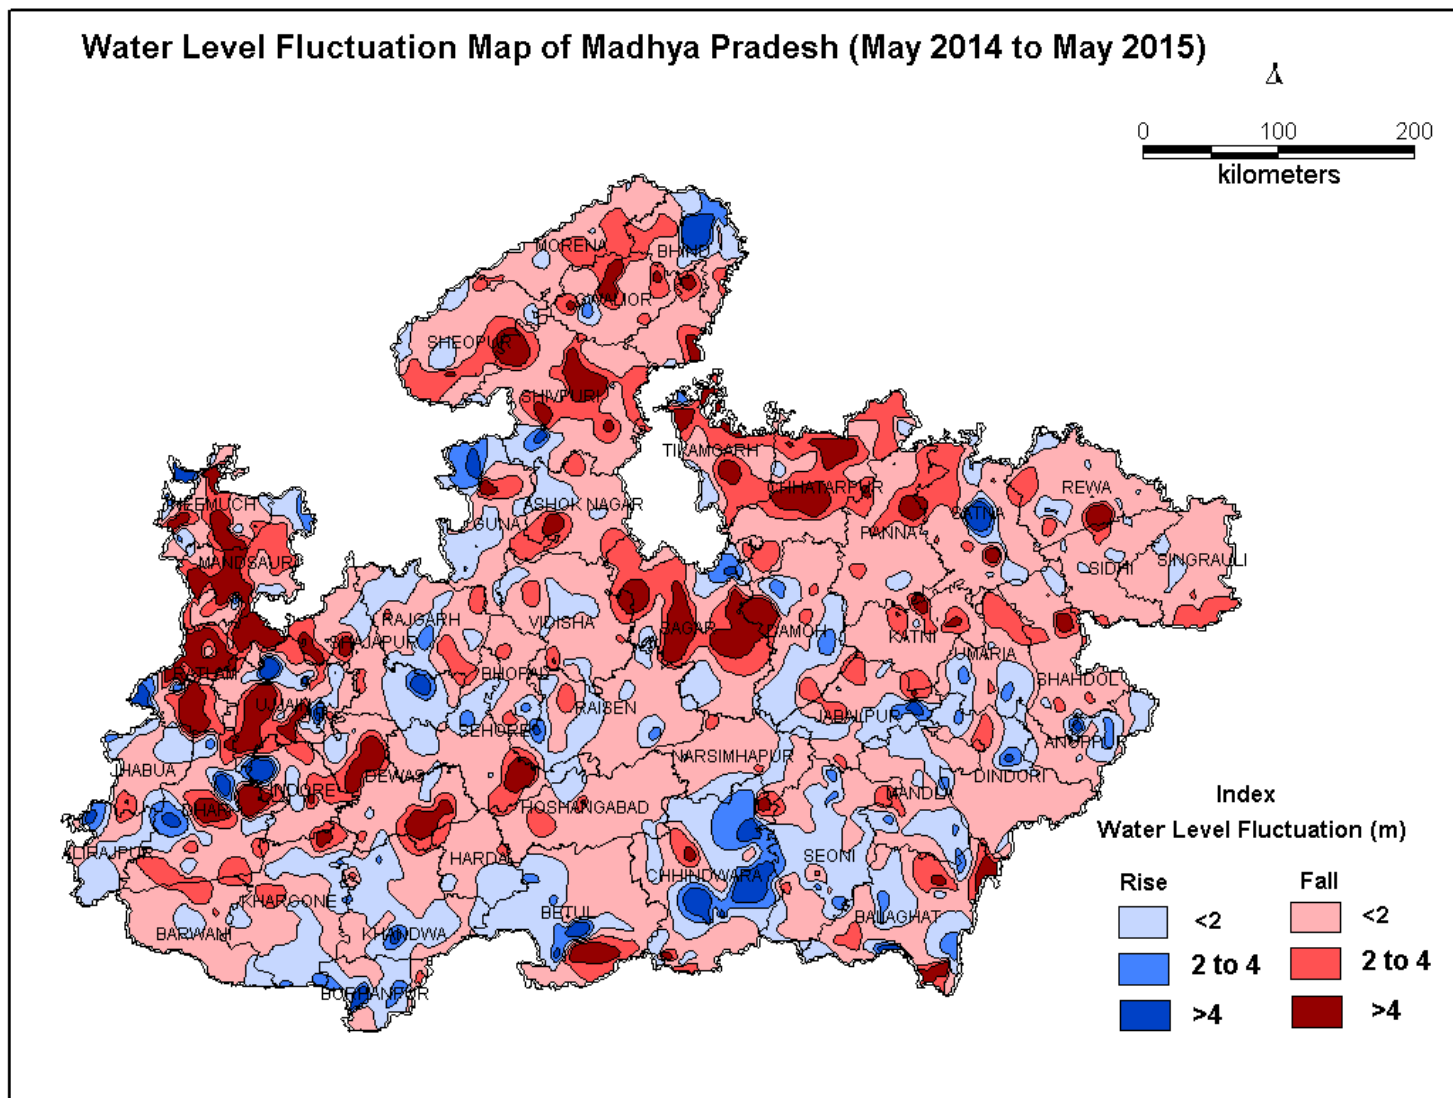 Water Level Fluctuation Map of Madhya Pradesh (May 2014 to May 2015)
0 100 200
kilometers
MORENA
BHIND
GWALIOR
SHEOPUR
SHIVPURI
TIKAMGARH
CHHATARPUR
REWA
NEEMUCH
ASHOK NAGAR
GUNA
SATNA
PANNA
MANDSAUR
SIDHI
SINGRAULI
RAJGARH
VIDISHA
SAGAR
DAMOH
KATNI
SHAJAPUR
UMARIA
RATLAM
BHOPAL
SHAHDOL
UJJAIN
RAISEN
JABALPUR
SEHORE
ANUPPUR
NARSIMHAPUR
JHABUA
DEWAS
DINDORI
INDORE
MANDLA
DHAR
HOSHANGABAD
ALIRAJPUR
HARDA
SEONI
CHHINDWARA
KHARGONE
BETUL
BALAGHAT
BARWANI
KHANDWA
BURHANPUR
Index
Water Level Fluctuation (m)
Rise Fall
<2 <2
2 to 4 2 to 4
>4 >4